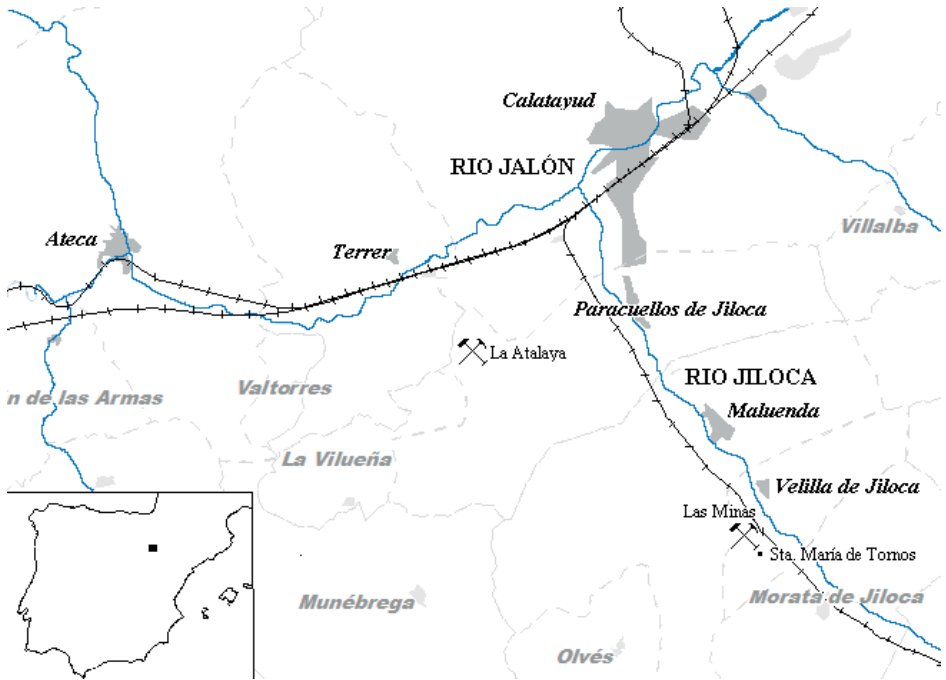 Calatayud
RIO JALÓN
Villalba
Ateca
Terrer
Paracuellos de Jiloca
La Atalaya
RIO JILOCA
n de las Armas
Valtorres
Maluenda
La Vilueña
Velilla de Jiloca
Las Minas
Sta. María de Tornos
Munébrega
Morata de Jiloca
Olvés